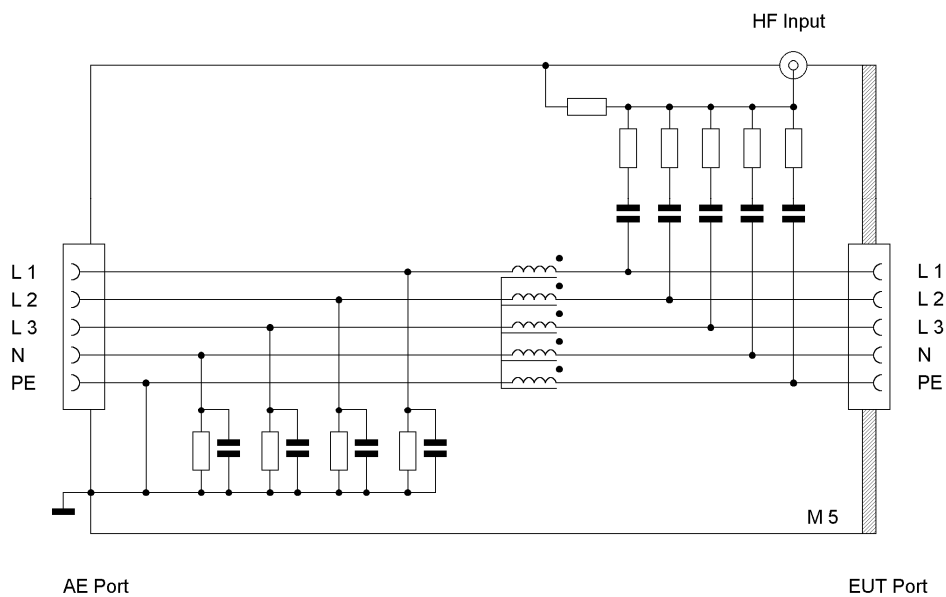 HF Input
L 1
L 2
L 3
N
PE
L 1
L 2
L 3
N
PE
M 5
AE Port
EUT Port